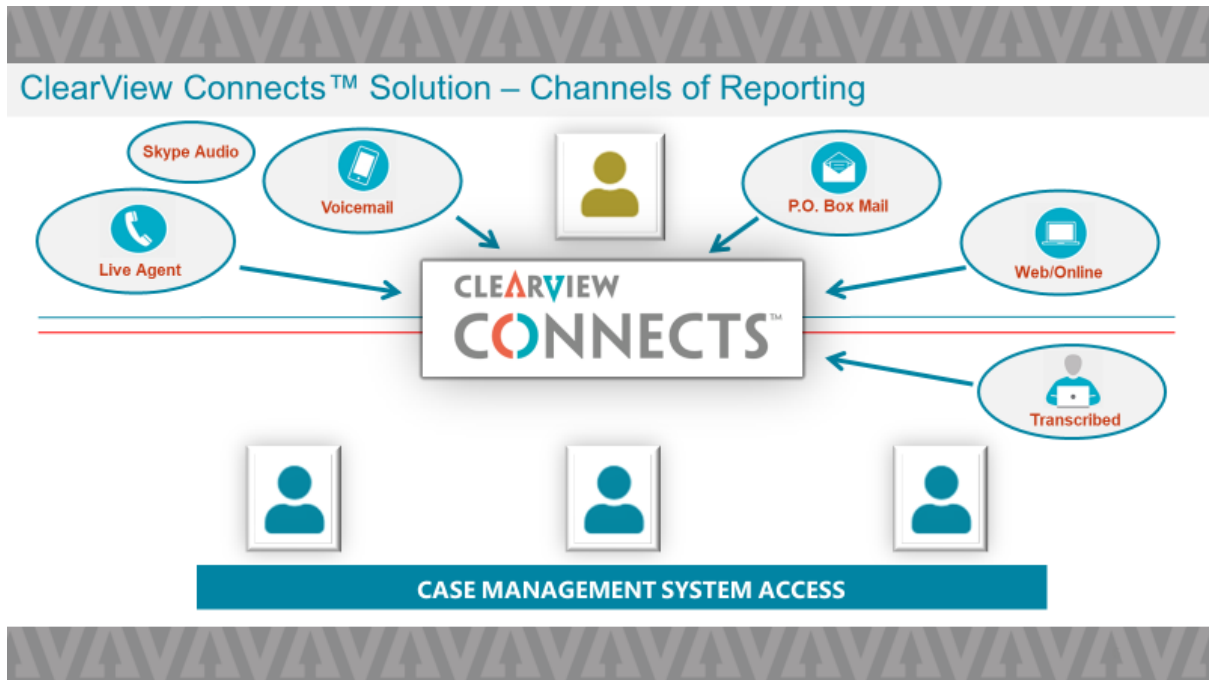 ClearView Connects™ Solution – Channels of Reporting
Skype Audio
Voicemail
P.O. Box Mail
Live Agent
Web/Online
CLEARVIEW
CONNECTS™
Transcribed
CASE MANAGEMENT SYSTEM ACCESS